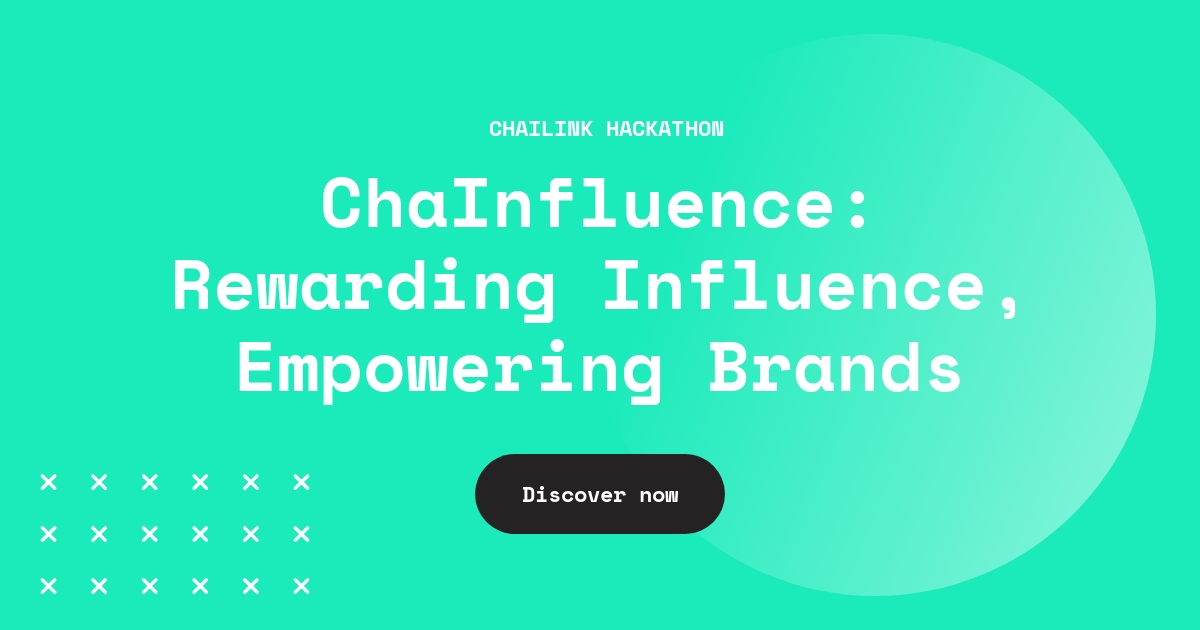 CHAILINK HACKATHON
ChaInfluence:
Rewarding Influence,
Empowering Brands
Discover now